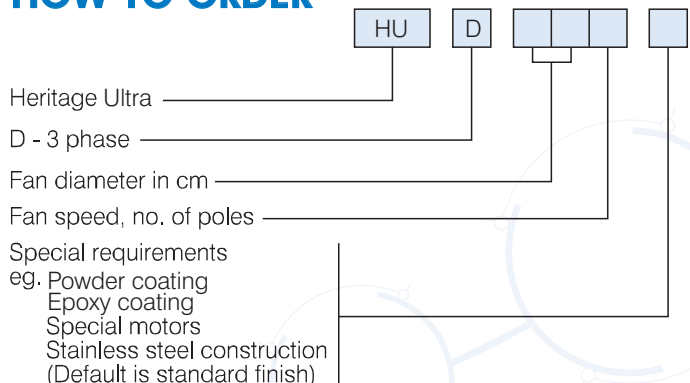 HOW TO ORDER
HU D
Heritage Ultra
D - 3 phase
Fan diameter in cm
Fan speed, no. of poles
Special requirements
eg. Powder coating
Epoxy coating
Special motors
Stainless steel construction
(Default is standard finish)